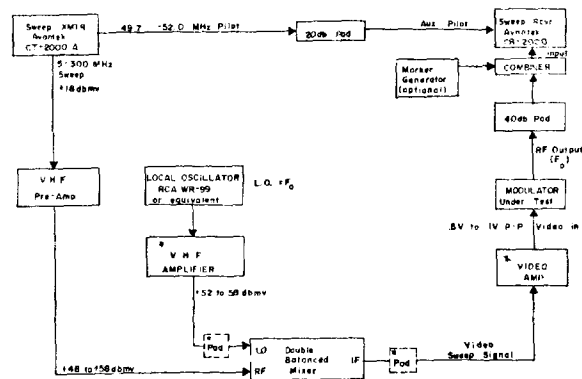 Sweep XMTR
Avantek
CT-2000 A
49.7 -52.0 MHz Pilot
20db Pad
Aux Pilot
Sweep Rcvr
Avantek
CR-2000
input
5-300 MHz
Sweep
+18dbmv
Marker
Generator
(optional)
COMBINER
40db Pad
RF Output
(F₀)
V H F
Pre-Amp
LOCAL OSCILLATOR
RCA WR-99
or equivalent
L.O. = F₀
MODULATOR
Under Test
.8V to 1V P-P Video in
*
V H F
AMPLIFIER
*
VIDEO
AMP
+52 to 58 dbmv
*
Pad
LO Double IF
Balanced
RF Mixer
*
Pad
Video
Sweep Signal
+48 to +58dbmv